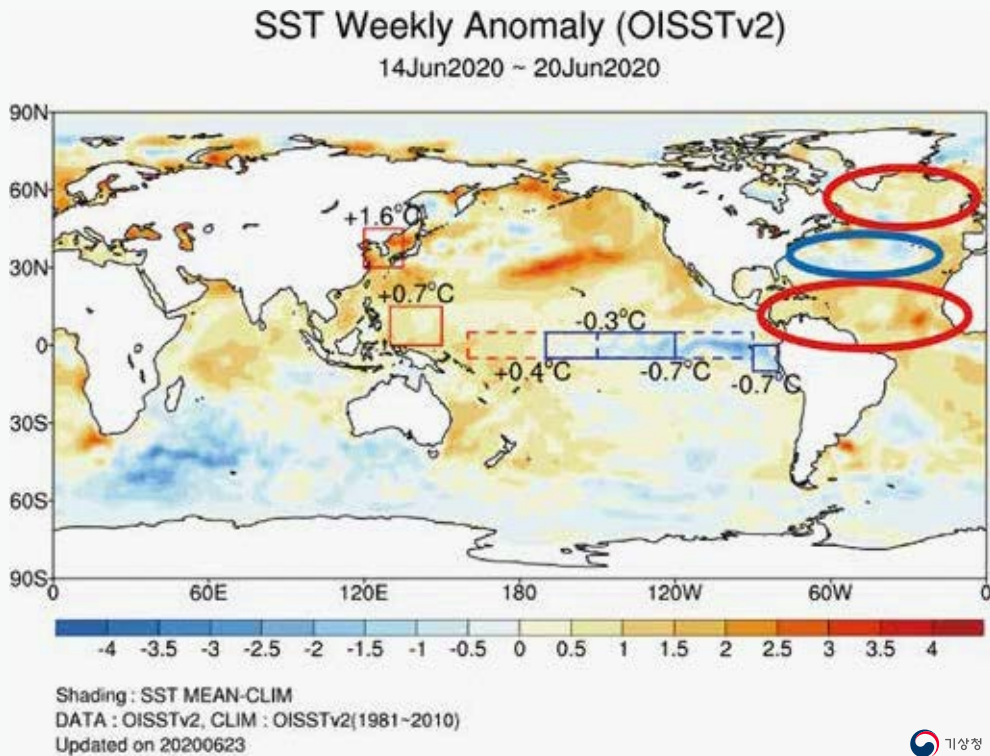 SST Weekly Anomaly (OISSTv2)
14Jun2020 ~ 20Jun2020
90N
60N
+1.6°C
30N
+0.7°C
-0.3°C
0
+0.4°C
-0.7°C
-0.7°C
30S
60S
90S
0
60E
120E
180
120W
60W
0
-4
-3.5
-3
-2.5
-2
-1.5
-1
-0.5
0
0.5
1
1.5
2
2.5
3
3.5
4
Shading : SST MEAN-CLIM
DATA : OISSTv2, CLIM : OISSTv2(1981~2010)
Updated on 20200623
기상청